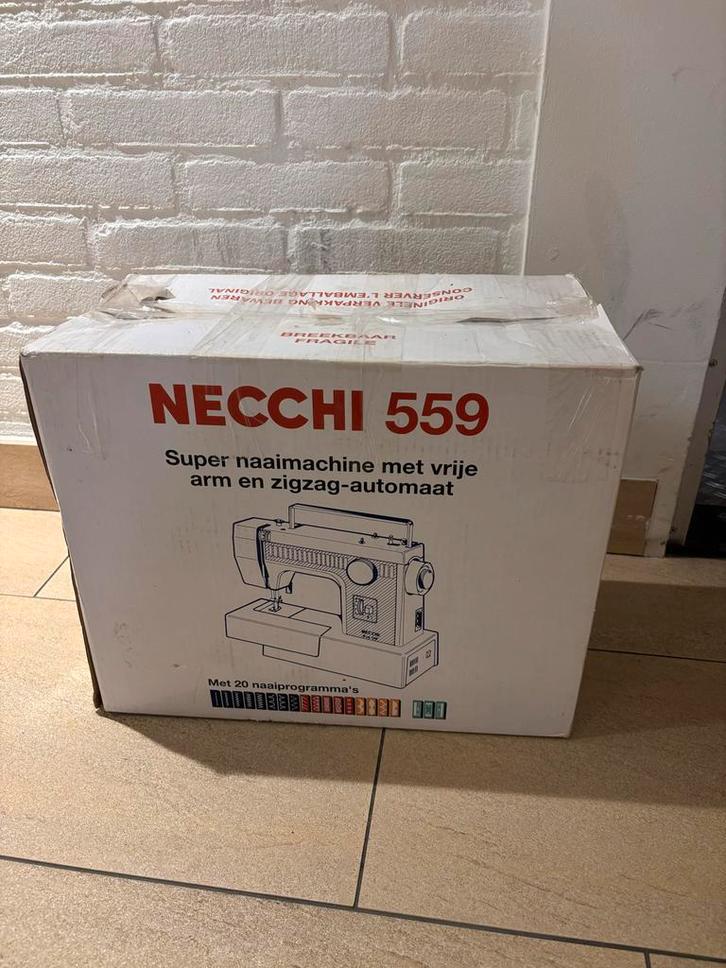 ORIGINELE VERPAKKING BEWAREN
CONSERVER L'EMBALLAGE ORIGINAL
BREEKBAAR
FRAGILE
NECCHI 559
Super naaimachine met vrije
arm en zigzag-automaat
NECCHI
Met 20 naaiprogramma's